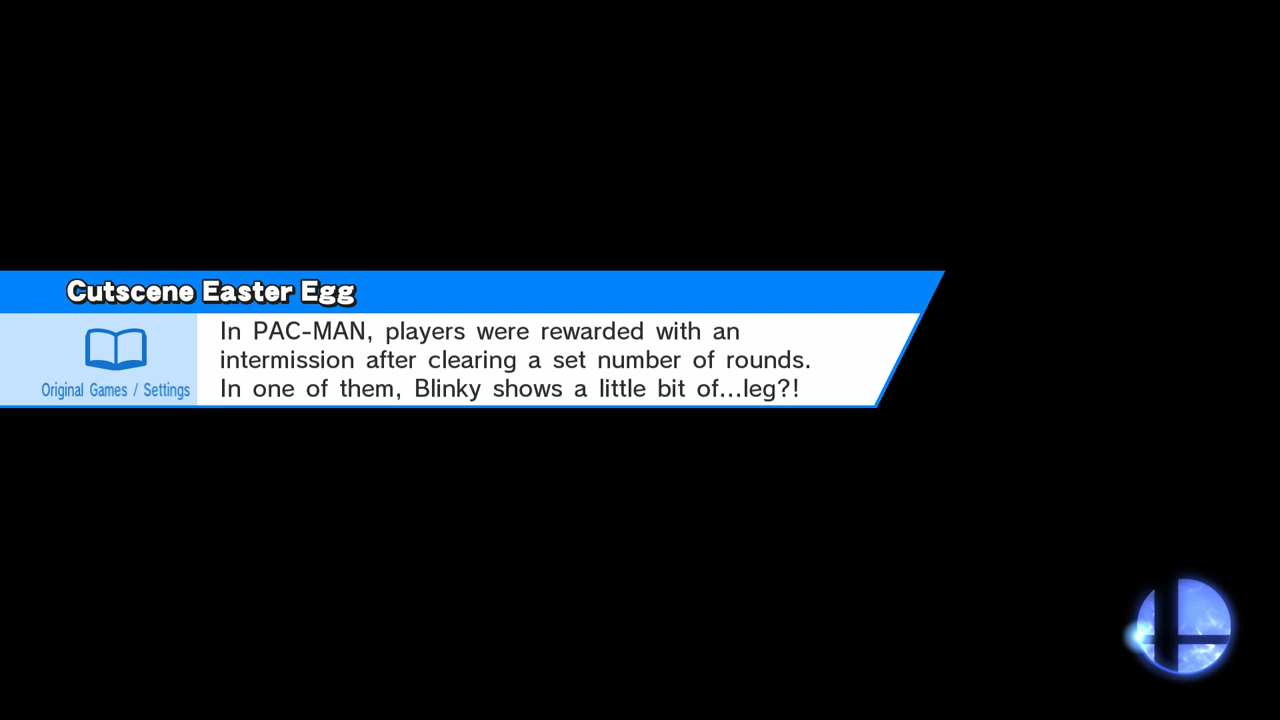 Cutscene Easter Egg
Original Games / Settings
In PAC-MAN, players were rewarded with an
intermission after clearing a set number of rounds.
In one of them, Blinky shows a little bit of...leg?!